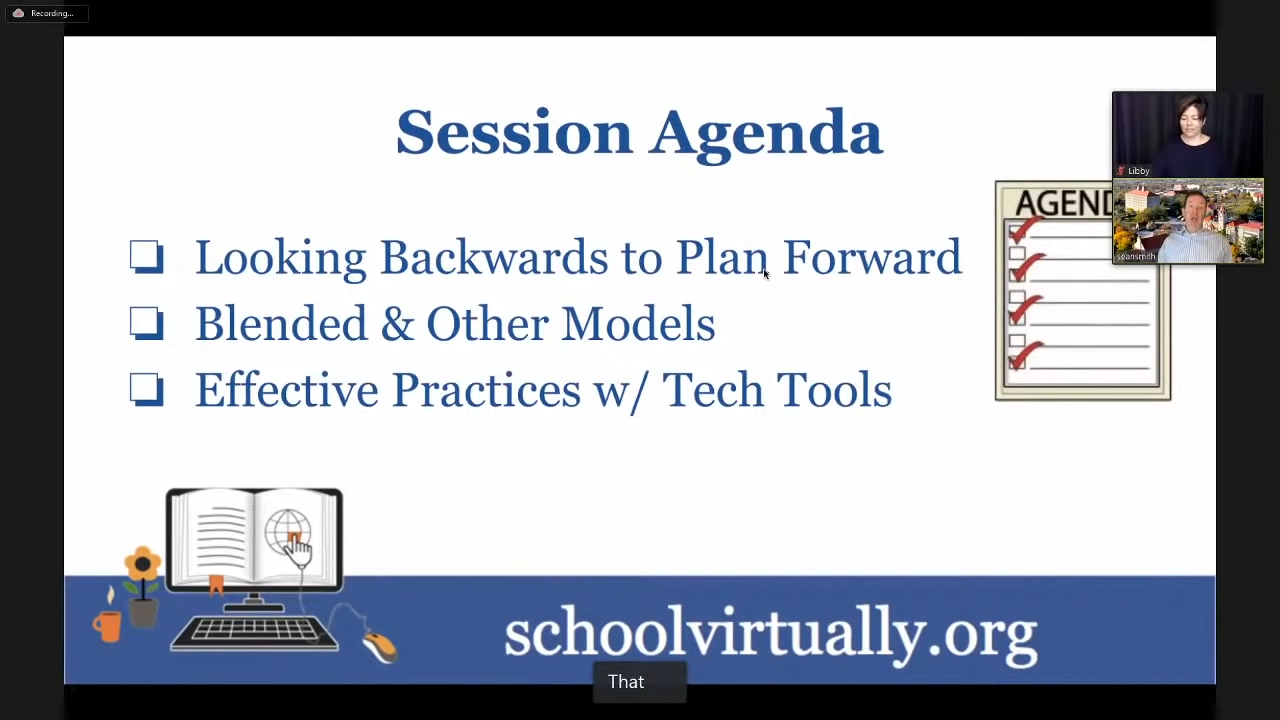 Recording...
Session Agenda
Libby
AGEND
seansmith
Looking Backwards to Plan Forward
Blended & Other Models
Effective Practices w/ Tech Tools
schoolvirtually.org
That